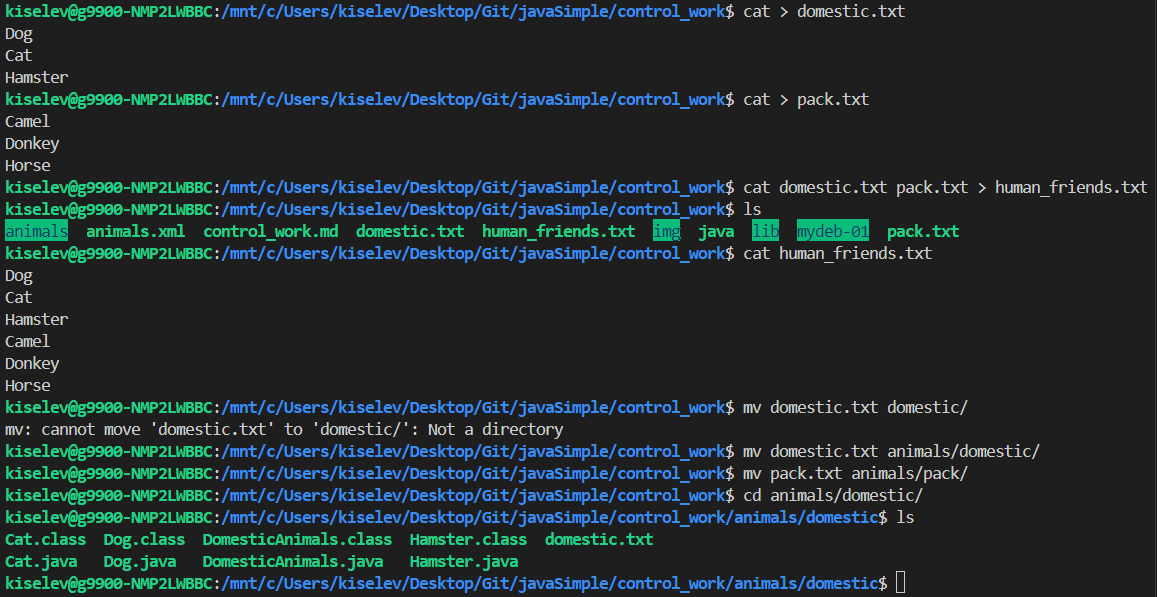 kiselev@g9900-NMP2LWBBC:/mnt/c/Users/kiselev/Desktop/Git/javaSimple/control_work$ cat > domestic.txt
Dog
Cat
Hamster
kiselev@g9900-NMP2LWBBC:/mnt/c/Users/kiselev/Desktop/Git/javaSimple/control_work$ cat > pack.txt
Camel
Donkey
Horse
kiselev@g9900-NMP2LWBBC:/mnt/c/Users/kiselev/Desktop/Git/javaSimple/control_work$ cat domestic.txt pack.txt > human_friends.txt
kiselev@g9900-NMP2LWBBC:/mnt/c/Users/kiselev/Desktop/Git/javaSimple/control_work$ ls
animals  animals.xml  control_work.md  domestic.txt  human_friends.txt  img  java  lib  mydeb-01  pack.txt
kiselev@g9900-NMP2LWBBC:/mnt/c/Users/kiselev/Desktop/Git/javaSimple/control_work$ cat human_friends.txt
Dog
Cat
Hamster
Camel
Donkey
Horse
kiselev@g9900-NMP2LWBBC:/mnt/c/Users/kiselev/Desktop/Git/javaSimple/control_work$ mv domestic.txt domestic/
mv: cannot move 'domestic.txt' to 'domestic/': Not a directory
kiselev@g9900-NMP2LWBBC:/mnt/c/Users/kiselev/Desktop/Git/javaSimple/control_work$ mv domestic.txt animals/domestic/
kiselev@g9900-NMP2LWBBC:/mnt/c/Users/kiselev/Desktop/Git/javaSimple/control_work$ mv pack.txt animals/pack/
kiselev@g9900-NMP2LWBBC:/mnt/c/Users/kiselev/Desktop/Git/javaSimple/control_work$ cd animals/domestic/
kiselev@g9900-NMP2LWBBC:/mnt/c/Users/kiselev/Desktop/Git/javaSimple/control_work/animals/domestic$ ls
Cat.class  Dog.class  DomesticAnimals.class  Hamster.class  domestic.txt
Cat.java  Dog.java  DomesticAnimals.java  Hamster.java
kiselev@g9900-NMP2LWBBC:/mnt/c/Users/kiselev/Desktop/Git/javaSimple/control_work/animals/domestic$